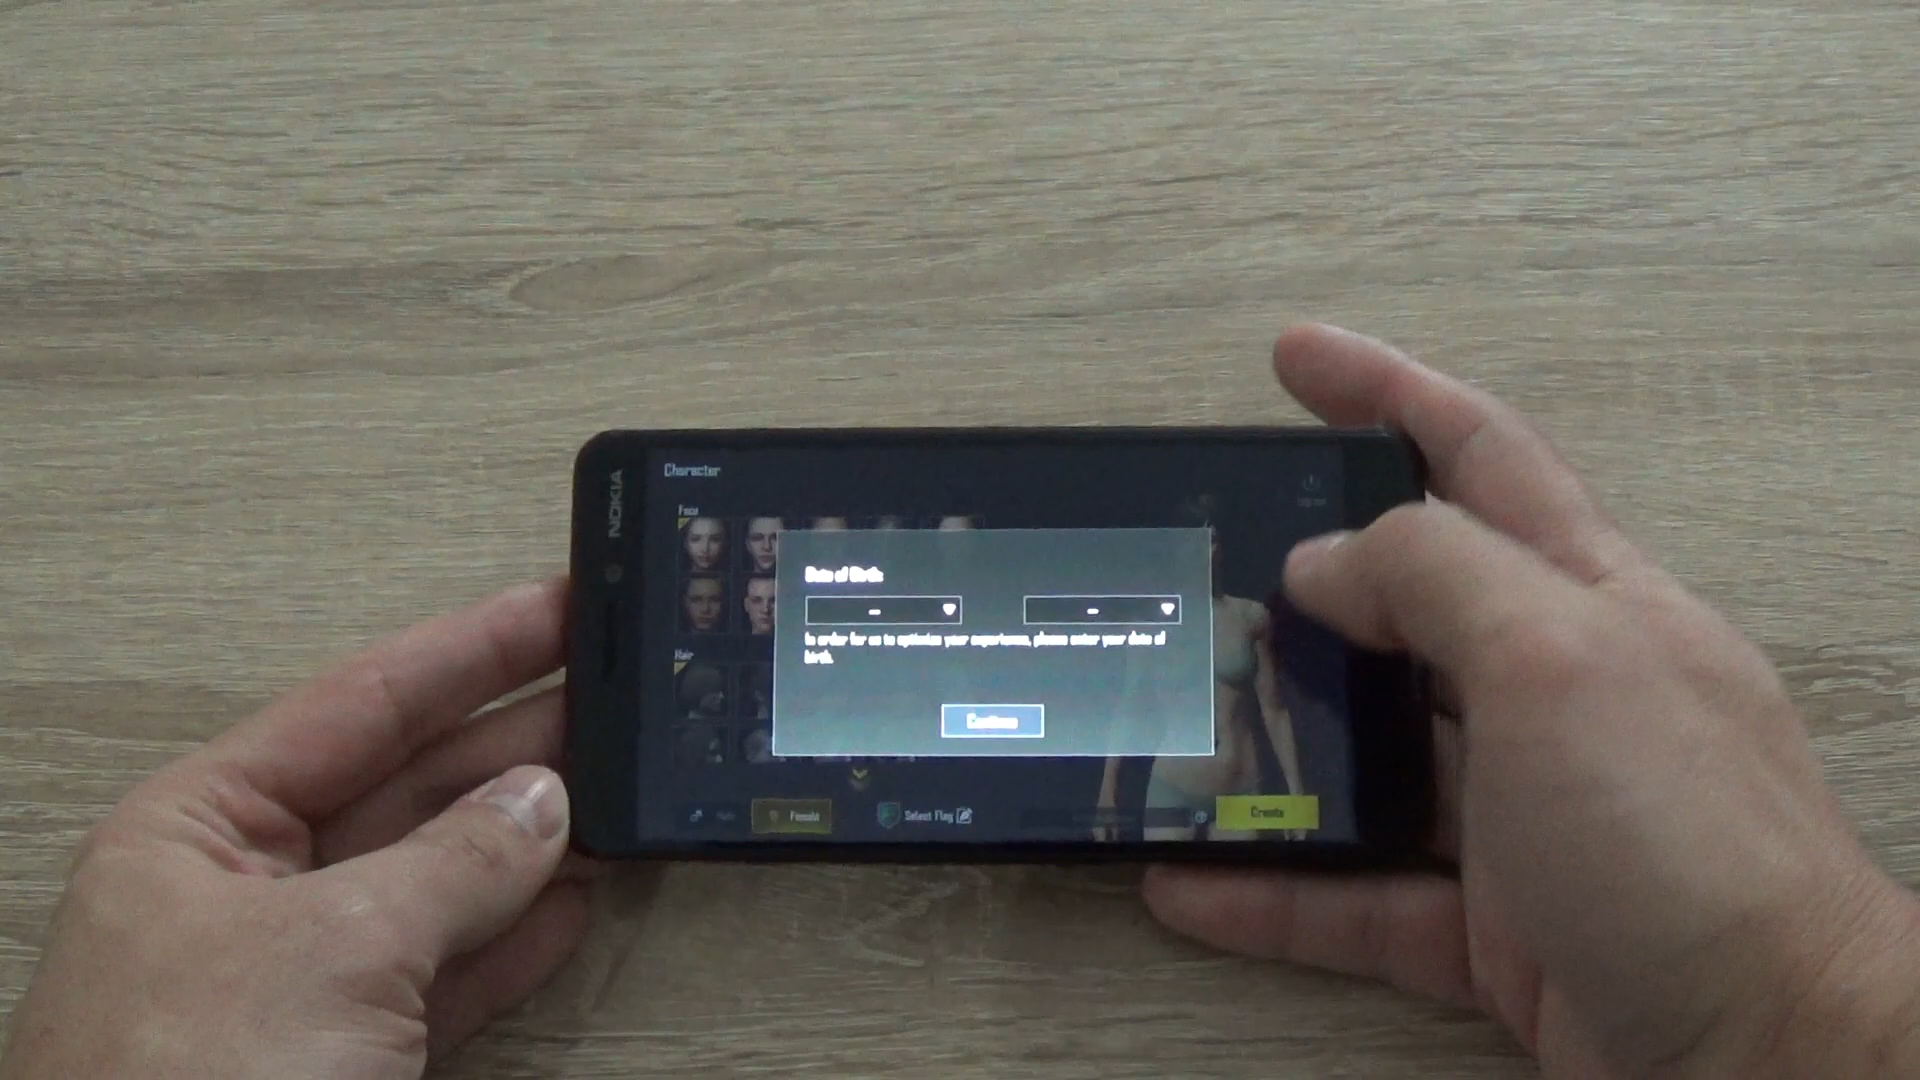 NOKIA
Character
Face
Date of Birth:
--
--
In order for us to optimize your experience, please enter your date of
birth.
Hair
Continue
Female
Select Flag
Create